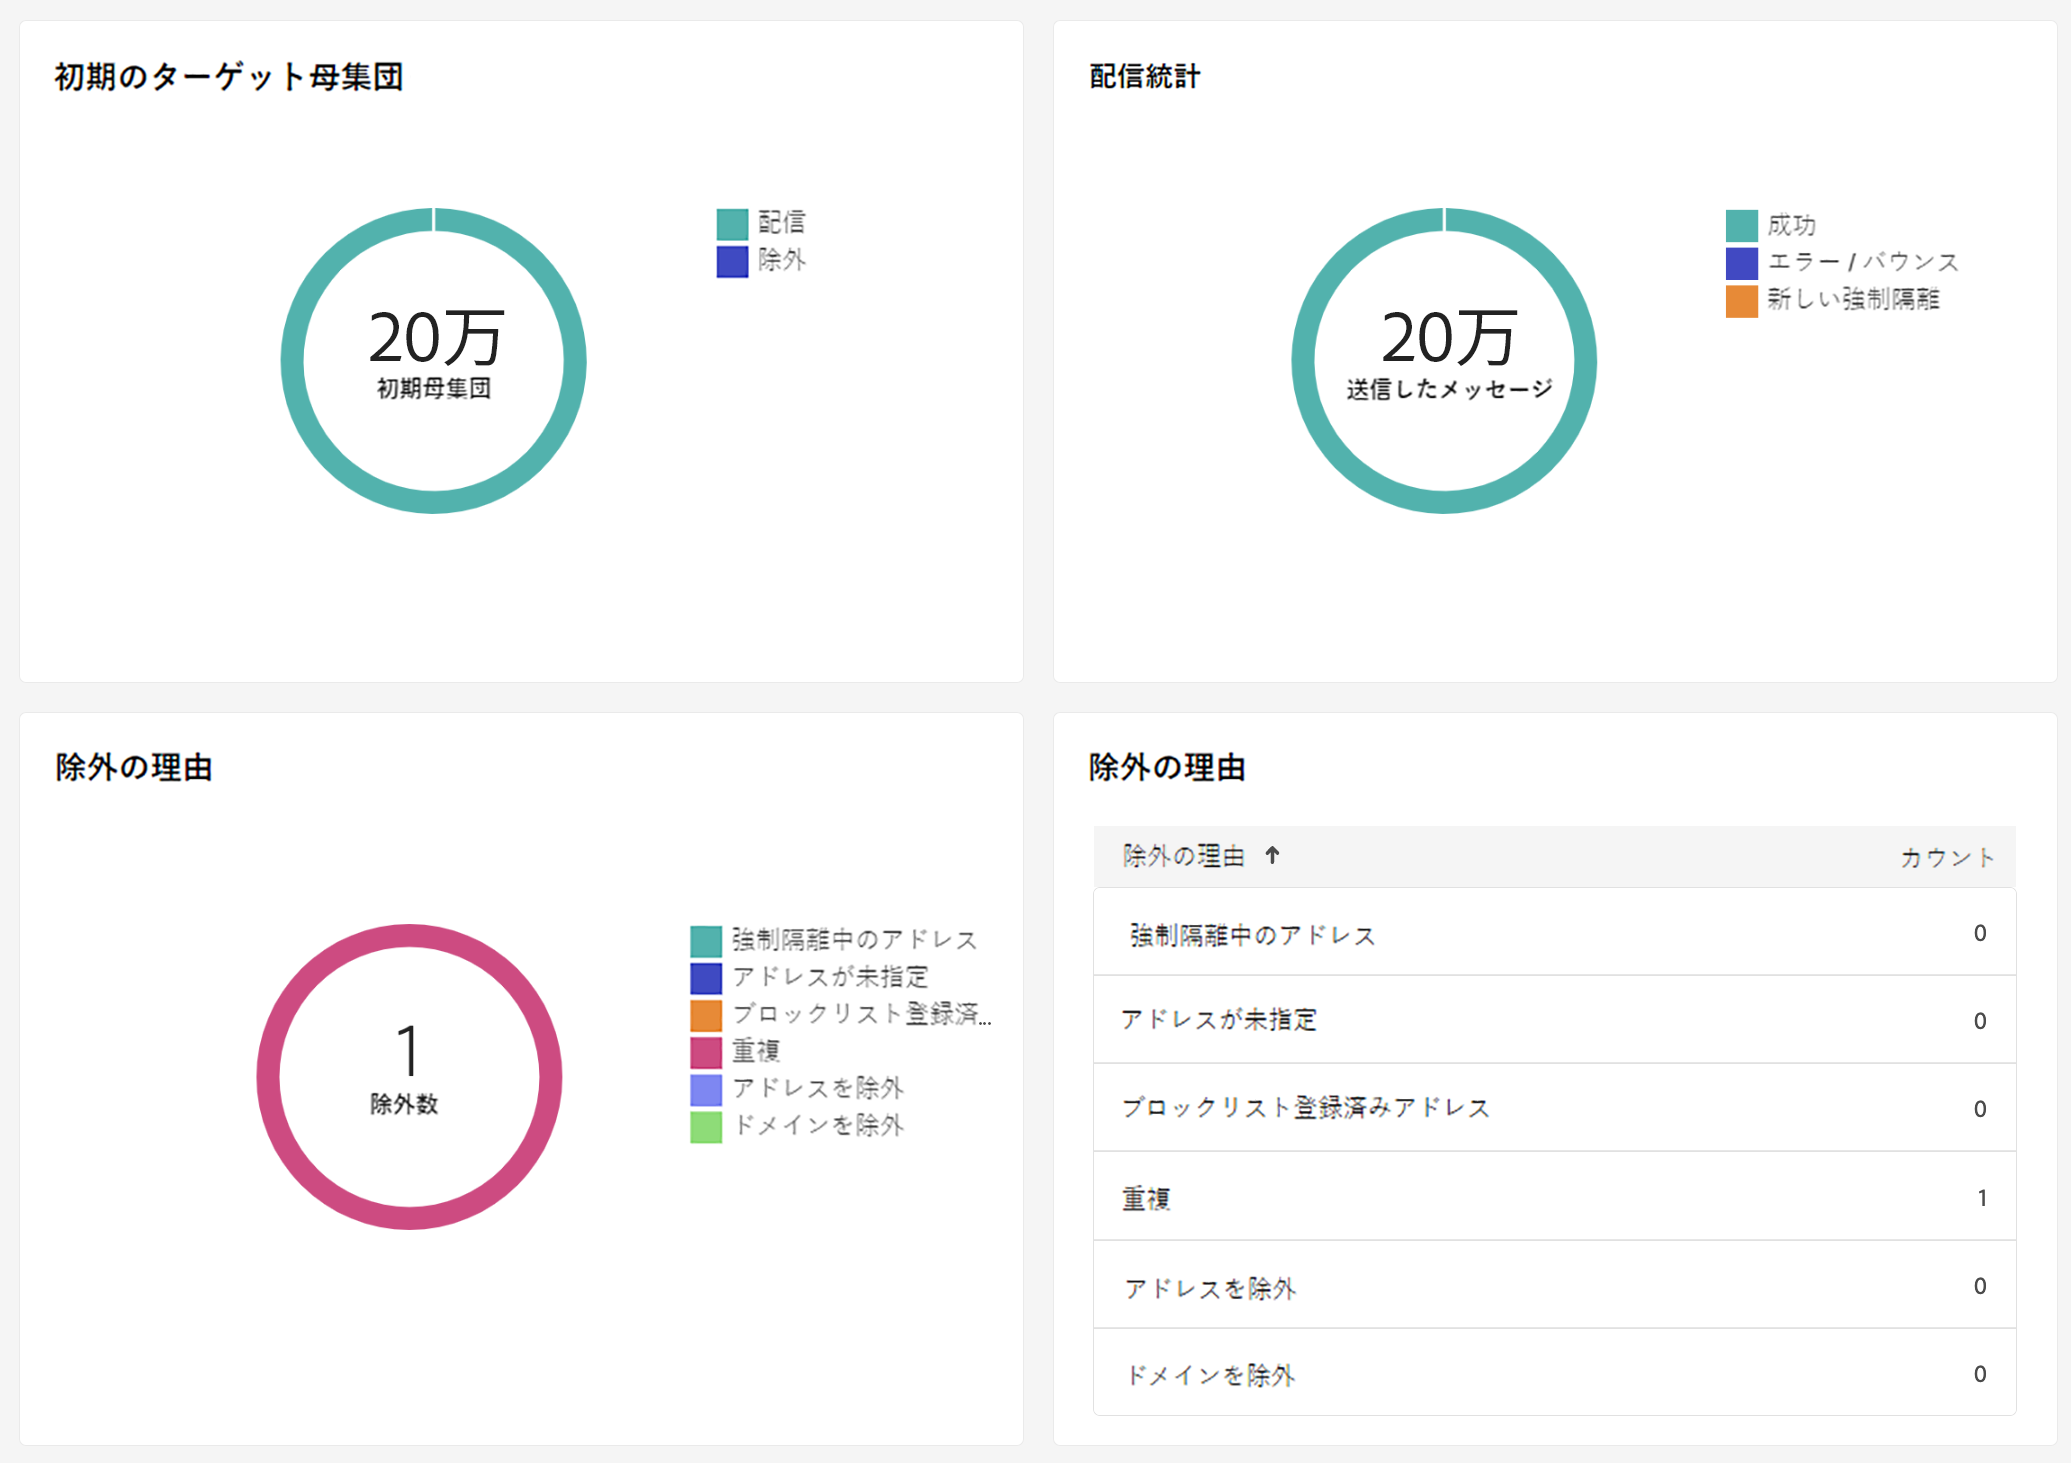 初期のターゲット母集団
20万
初期母集団
配信
除外
配信統計
20万
送信したメッセージ
成功
エラー / バウンス
新しい強制隔離
除外の理由
1
除外数
強制隔離中のアドレス
アドレスが未指定
ブロックリスト登録済...
重複
アドレスを除外
ドメインを除外
除外の理由
除外の理由 ↑ カウント
強制隔離中のアドレス 0
アドレスが未指定 0
ブロックリスト登録済みアドレス 0
重複 1
アドレスを除外 0
ドメインを除外 0